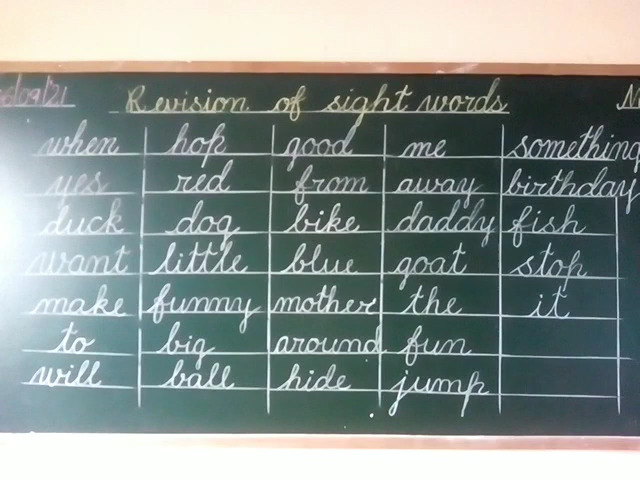 Revision of sight words
when hop good me something
yes red from away birthday
duck dog bike daddy fish
want little blue goat stop
make funny mother the it
to big around fun
will ball hide jump